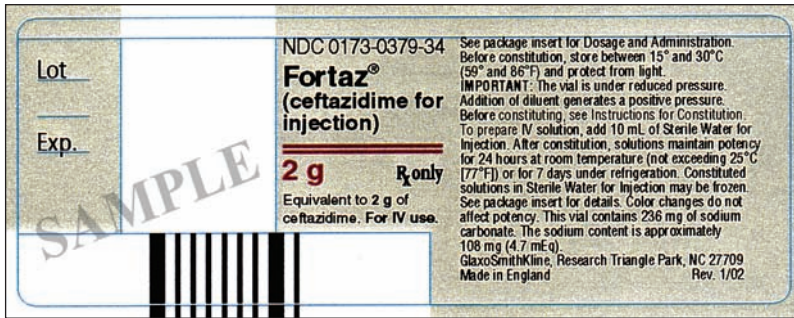 Lot
Exp.
SAMPLE
NDC 0173-0379-34
Fortaz®
(ceftazidime for
injection)
2 g ℞ only
Equivalent to 2 g of
ceftazidime. For IV use.
See package insert for Dosage and Administration.
Before constitution, store between 15° and 30°C
(59° and 86°F) and protect from light.
IMPORTANT: The vial is under reduced pressure.
Addition of diluent generates a positive pressure.
Before constituting, see Instructions for Constitution.
To prepare IV solution, add 10 mL of Sterile Water for
Injection. After constitution, solutions maintain potency
for 24 hours at room temperature (not exceeding 25°C
[77°F]) or for 7 days under refrigeration. Constituted
solutions in Sterile Water for Injection may be frozen.
See package insert for details. Color changes do not
affect potency. This vial contains 236 mg of sodium
carbonate. The sodium content is approximately
108 mg (4.7 mEq).
GlaxoSmithKline, Research Triangle Park, NC 27709
Made in England Rev. 1/02